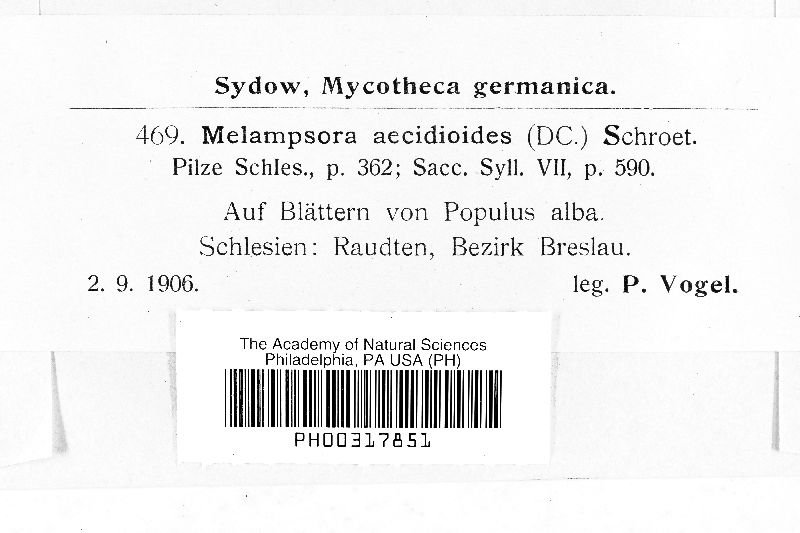 Sydow, Mycotheca germanica.
469. Melampsora aecidioides (DC.) Schroet.
Pilze Schles., p. 362; Sacc. Syll. VII, p. 590.
Auf Blättern von Populus alba.
Schlesien: Raudten, Bezirk Breslau.
2. 9. 1906. leg. P. Vogel.
The Academy of Natural Sciences
Philadelphia, PA USA (PH)
PH00317851